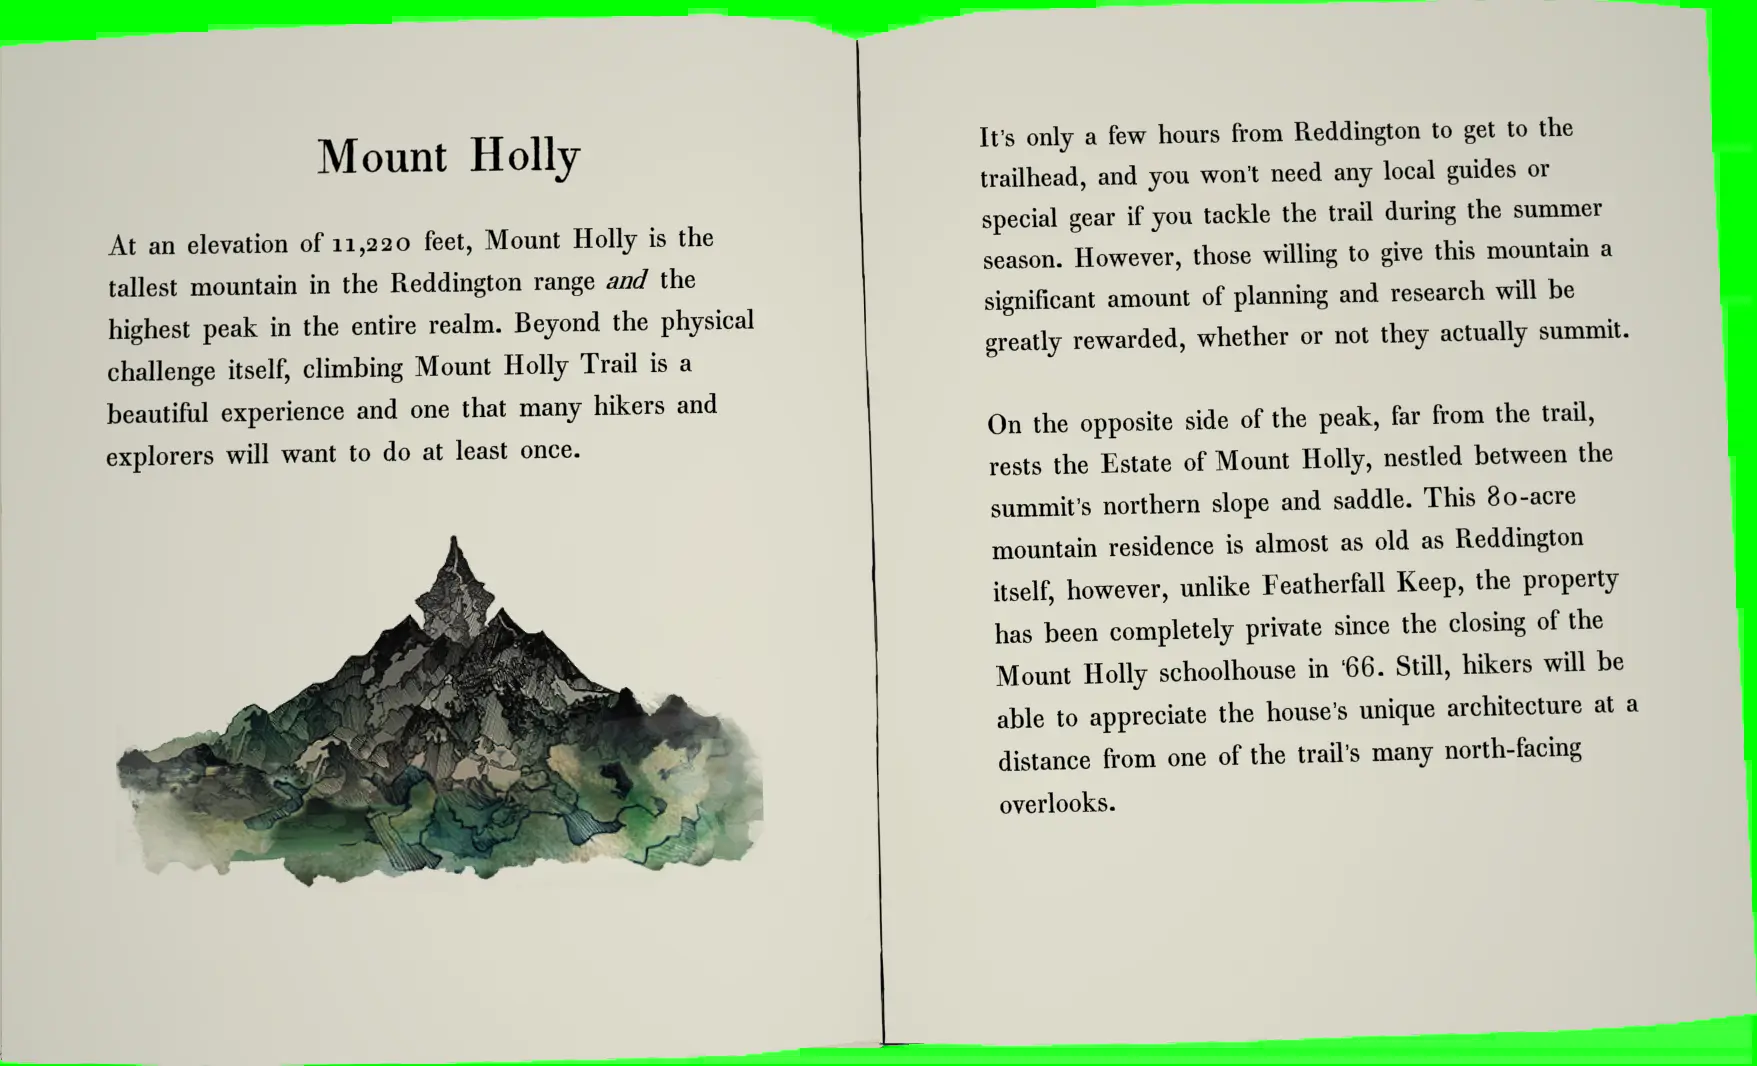 Mount Holly
At an elevation of 11,220 feet, Mount Holly is the
tallest mountain in the Reddington range and the
highest peak in the entire realm. Beyond the physical
challenge itself, climbing Mount Holly Trail is a
beautiful experience and one that many hikers and
explorers will want to do at least once.
It's only a few hours from Reddington to get to the
trailhead, and you won't need any local guides or
special gear if you tackle the trail during the summer
season. However, those willing to give this mountain a
significant amount of planning and research will be
greatly rewarded, whether or not they actually summit.
On the opposite side of the peak, far from the trail,
rests the Estate of Mount Holly, nestled between the
summit's northern slope and saddle. This 80-acre
mountain residence is almost as old as Reddington
itself, however, unlike Featherfall Keep, the property
has been completely private since the closing of the
Mount Holly schoolhouse in ‘66. Still, hikers will be
able to appreciate the house's unique architecture at a
distance from one of the trail's many north-facing
overlooks.